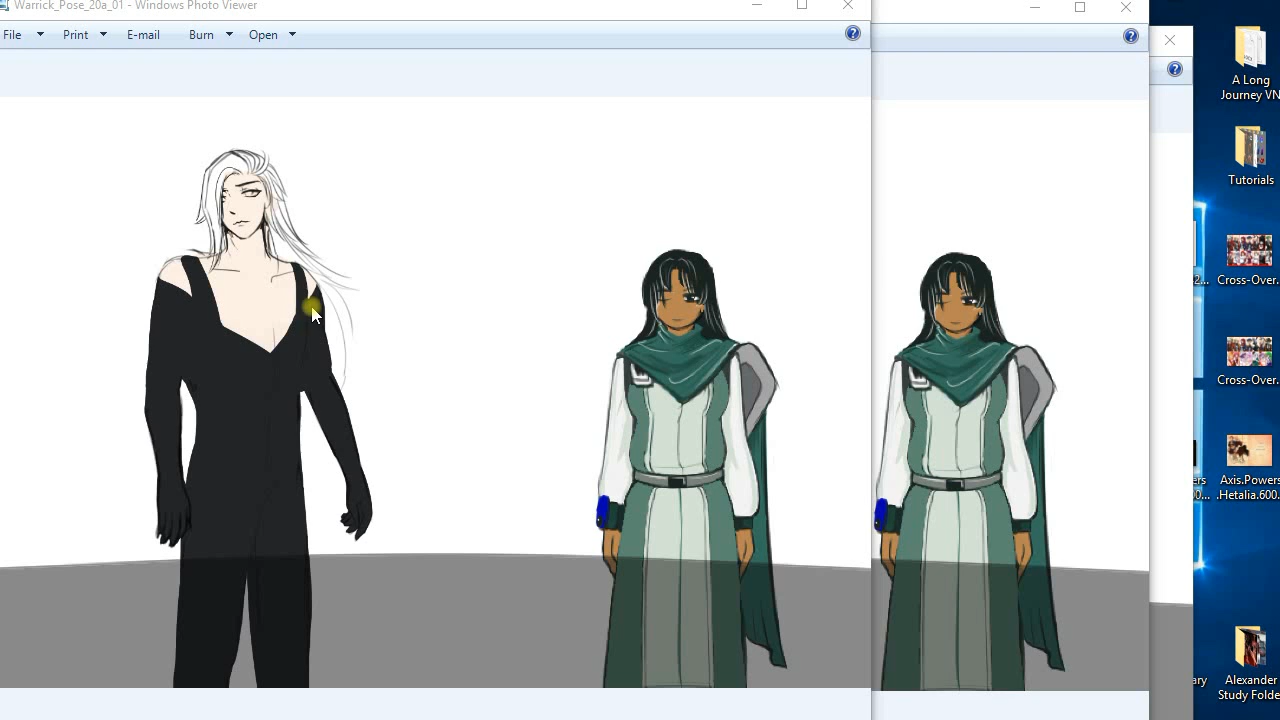 Warrick_Pose_20a_01 - Windows Photo Viewer
File Print E-mail Burn Open
A Long
Journey VN
Tutorials
Cross-Over.
Cross-Over.
Axis.Powers
.Hetalia.600.
Alexander
Study Folde